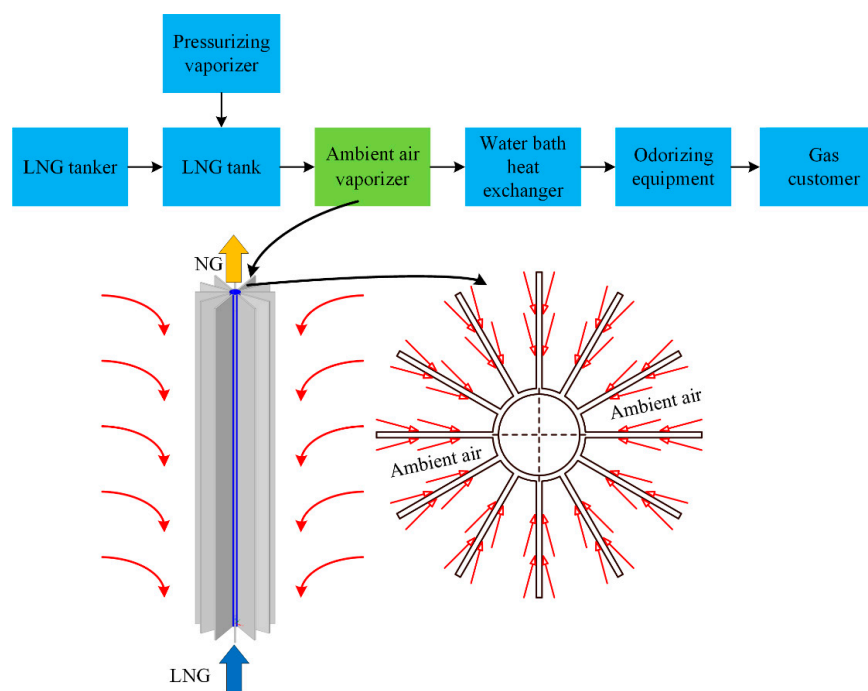 Pressurizing
vaporizer
LNG tanker
LNG tank
Ambient air
vaporizer
Water bath
heat
exchanger
Odorizing
equipment
Gas
customer
NG
Ambient air
Ambient air
LNG